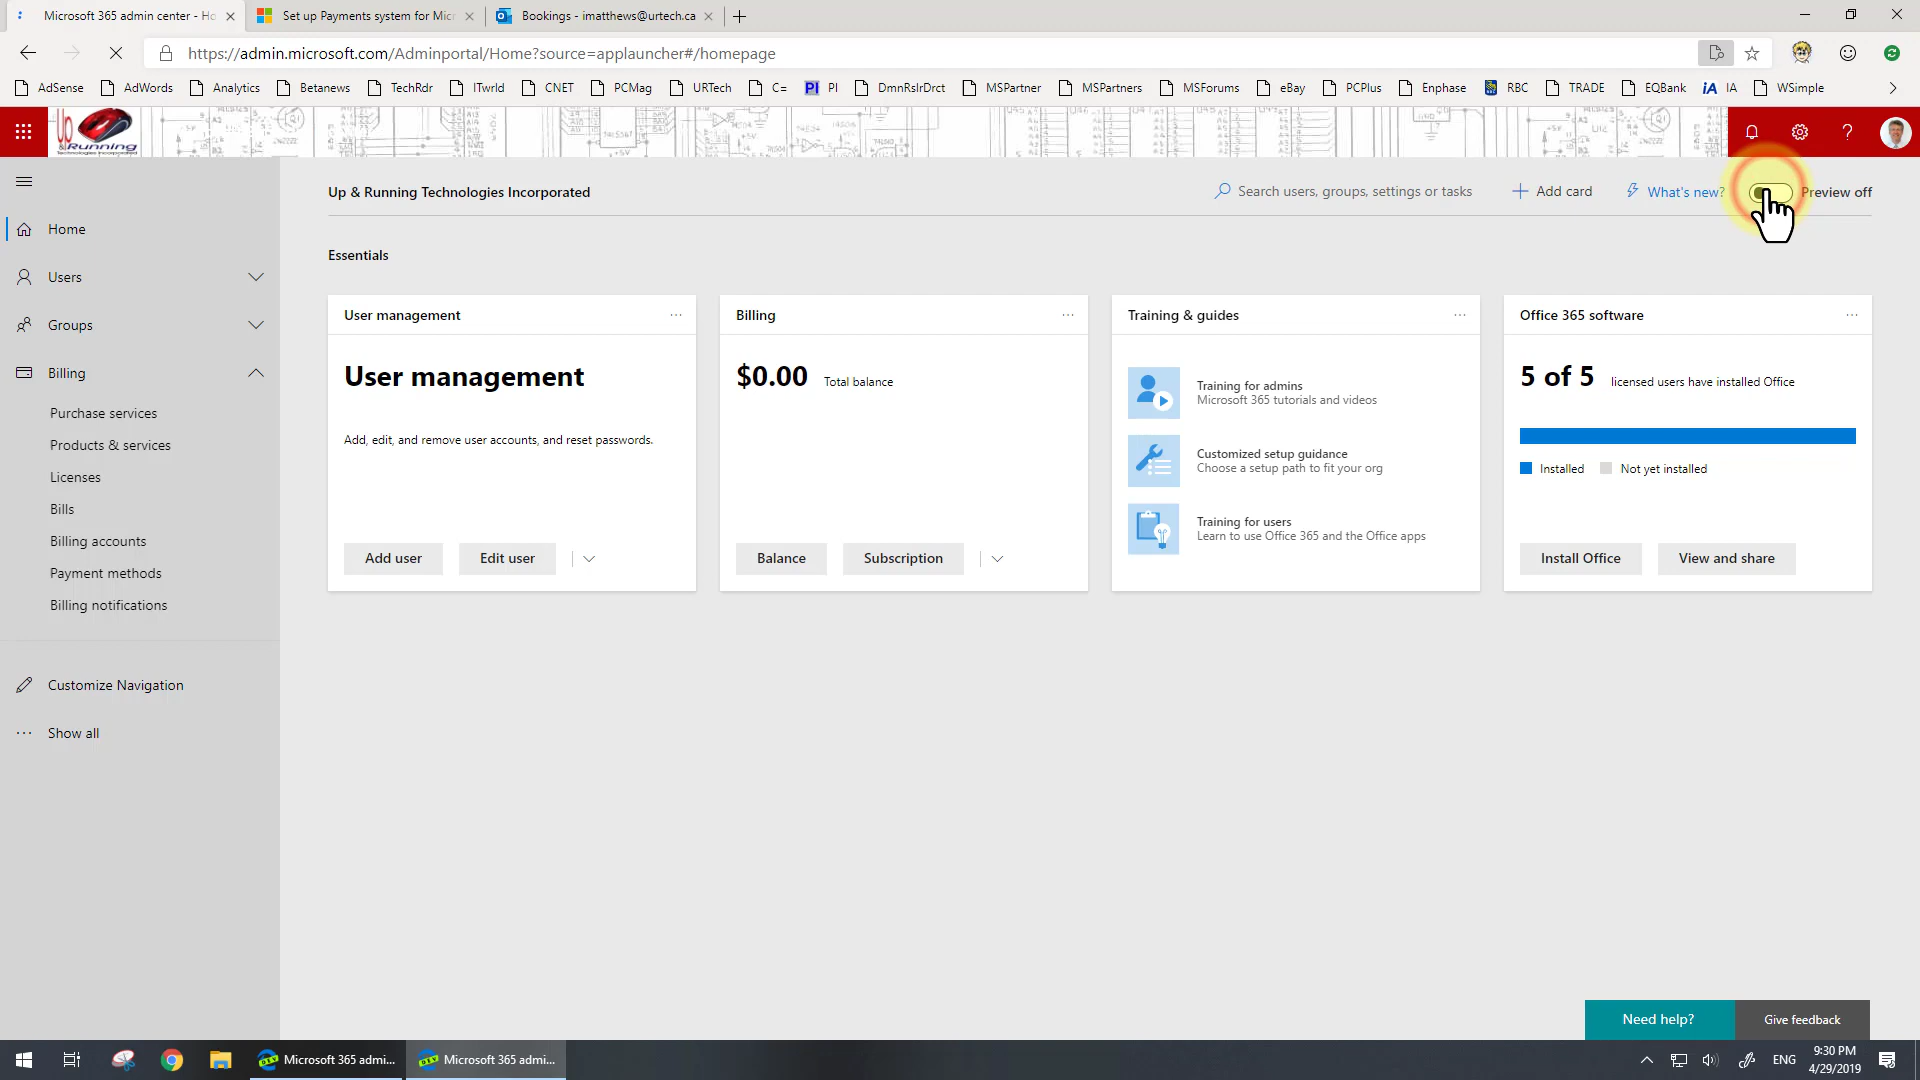 Microsoft 365 admin center - Ho
Set up Payments system for Micr
Bookings - imatthews@urtech.ca
https://admin.microsoft.com/Adminportal/Home?source=applauncher#/homepage
AdSense AdWords Analytics Betanews TechRdr ITwrld CNET PCMag URTech C= PI PI DmnRslrDrct MSPartner MSPartners MSForums eBay PCPlus Enphase RBC TRADE EQBank iA IA WSimple
Up
&Running
Technologies Incorporated
Up & Running Technologies Incorporated
Search users, groups, settings or tasks
Add card
What's new?
Preview off
Home
Users
Groups
Billing
Purchase services
Products & services
Licenses
Bills
Billing accounts
Payment methods
Billing notifications
Customize Navigation
Show all
Essentials
User management
User management
Add, edit, and remove user accounts, and reset passwords.
Add user
Edit user
Billing
$0.00 Total balance
Balance
Subscription
Training & guides
Training for admins
Microsoft 365 tutorials and videos
Customized setup guidance
Choose a setup path to fit your org
Training for users
Learn to use Office 365 and the Office apps
Office 365 software
5 of 5 licensed users have installed Office
Installed
Not yet installed
Install Office
View and share
Need help?
Give feedback
Microsoft 365 admi...
Microsoft 365 admi...
ENG
9:30 PM
4/29/2019